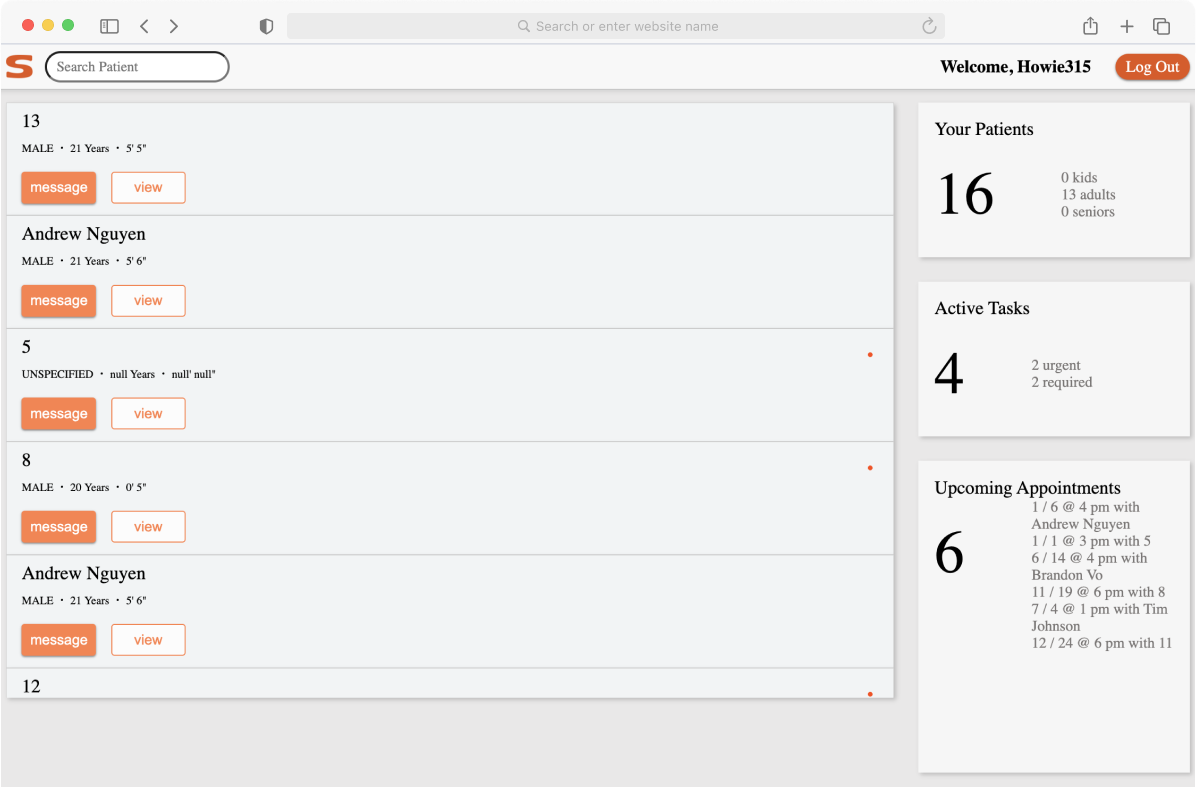 Search or enter website name
S
Search Patient
Welcome, Howie315
Log Out
13
MALE · 21 Years · 5' 5"
message
view
Andrew Nguyen
MALE · 21 Years · 5' 6"
message
view
5
UNSPECIFIED · null Years · null' null"
message
view
8
MALE · 20 Years · 0' 5"
message
view
Andrew Nguyen
MALE · 21 Years · 5' 6"
message
view
12
Your Patients
16
0 kids
13 adults
0 seniors
Active Tasks
4
2 urgent
2 required
Upcoming Appointments
6
1 / 6 @ 4 pm with
Andrew Nguyen
1 / 1 @ 3 pm with 5
6 / 14 @ 4 pm with
Brandon Vo
11 / 19 @ 6 pm with 8
7 / 4 @ 1 pm with Tim
Johnson
12 / 24 @ 6 pm with 11